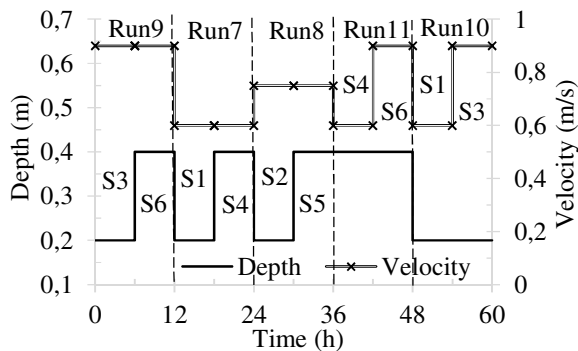 0,7 Run9 Run7 Run8 Run11 Run10 1
0,6 0,8
S4 S1
0,5 S6 S3 0,6
0,4
S3 S1 S2 0,4
0,3 S6 S4 S5
0,2 0,2
Depth Velocity
0,1 0
0 12 24 36 48 60
Time (h)
Depth (m)
Velocity (m/s)